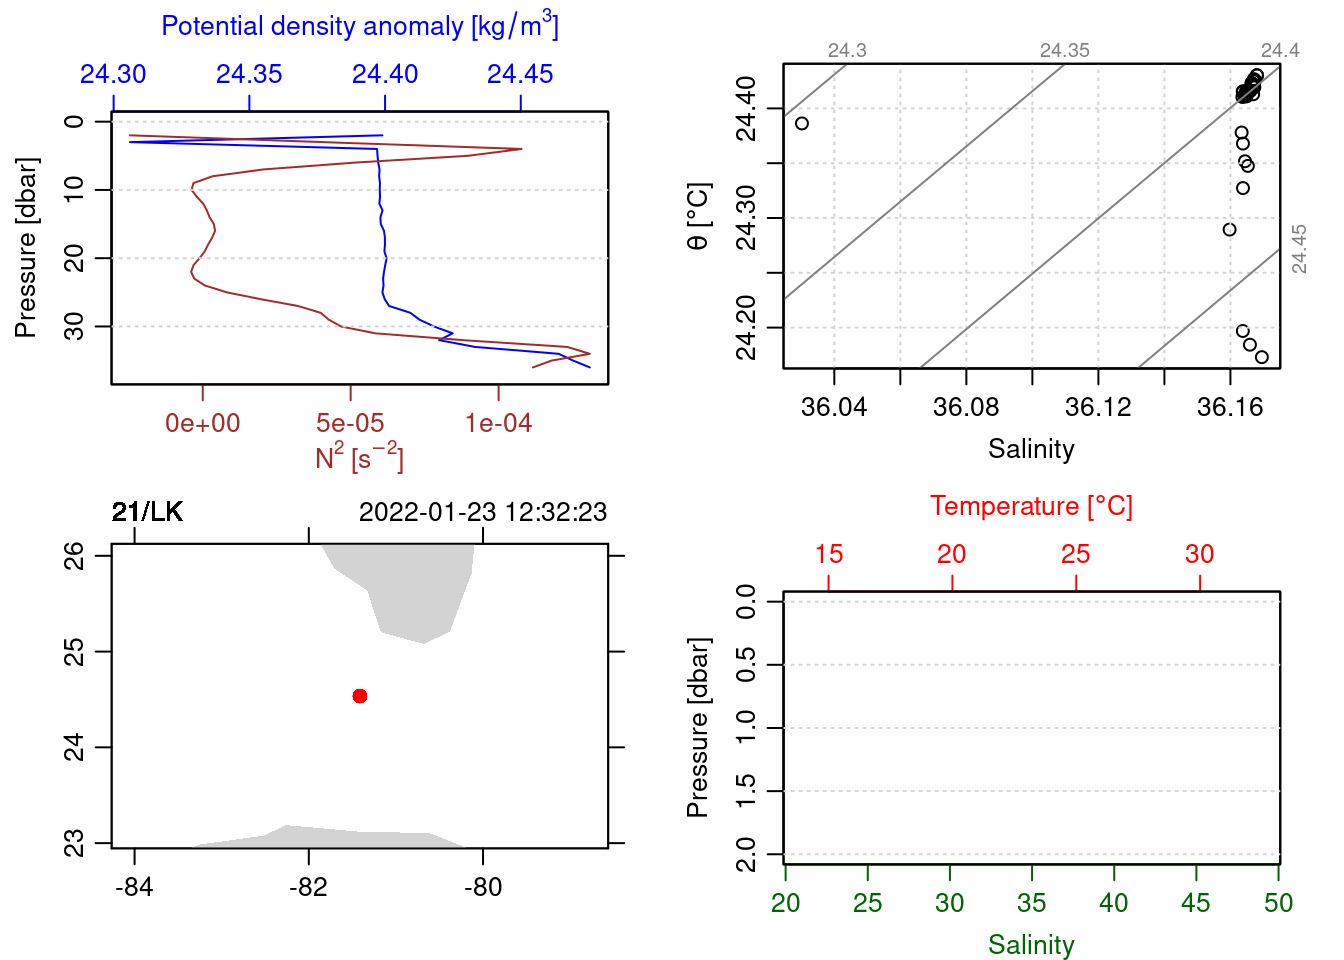 Potential density anomaly [kg/m³]
24.30 24.35 24.40 24.45
0
10
20
30
Pressure [dbar]
0e+00 5e-05 1e-04
N² [s⁻²]
24.3 24.35 24.4
24.45
24.40
24.30
24.20
θ [°C]
36.04 36.08 36.12 36.16
Salinity
21/LK 2022-01-23 12:32:23
26
25
24
23
-84 -82 -80
Temperature [°C]
15 20 25 30
0.0
0.5
1.0
1.5
2.0
Pressure [dbar]
20 25 30 35 40 45 50
Salinity